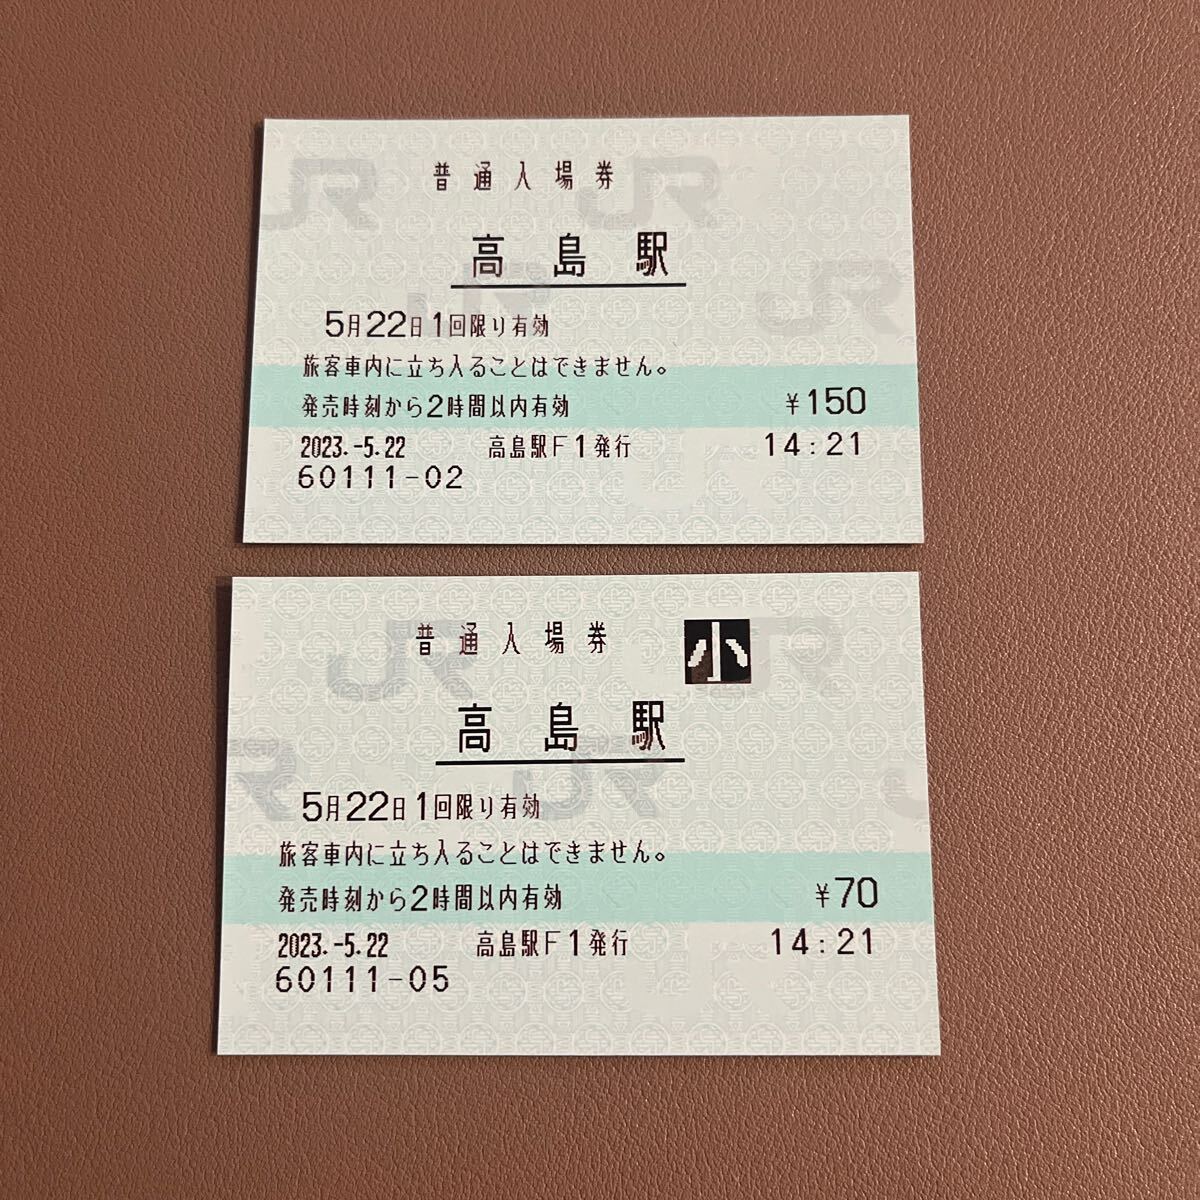 普通入場券
高島駅
5月22日1回限り有効
旅客車内に立ち入ることはできません。
発売時刻から2時間以内有効 ¥150
2023.-5.22 高島駅F1発行 14:21
60111-02
普通入場券 小
高島駅
5月22日1回限り有効
旅客車内に立ち入ることはできません。
発売時刻から2時間以内有効 ¥70
2023.-5.22 高島駅F1発行 14:21
60111-05